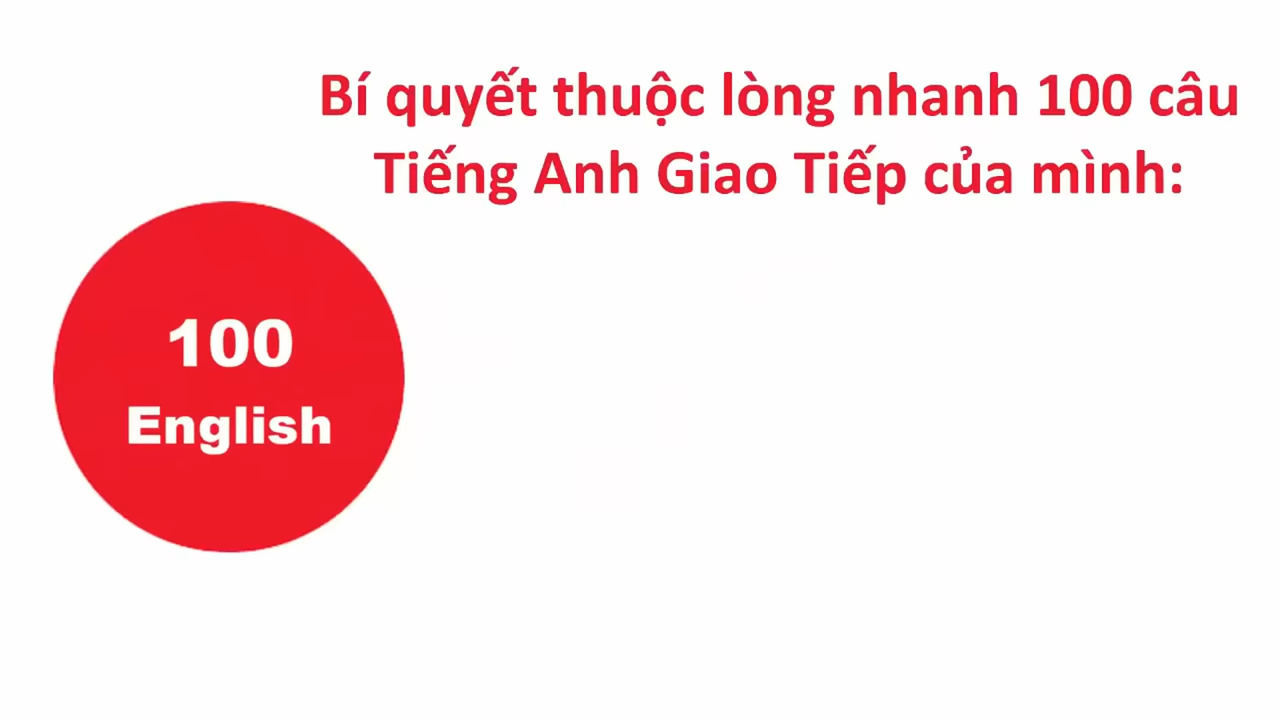 Bí quyết thuộc lòng nhanh 100 câu
Tiếng Anh Giao Tiếp của mình:
100
English